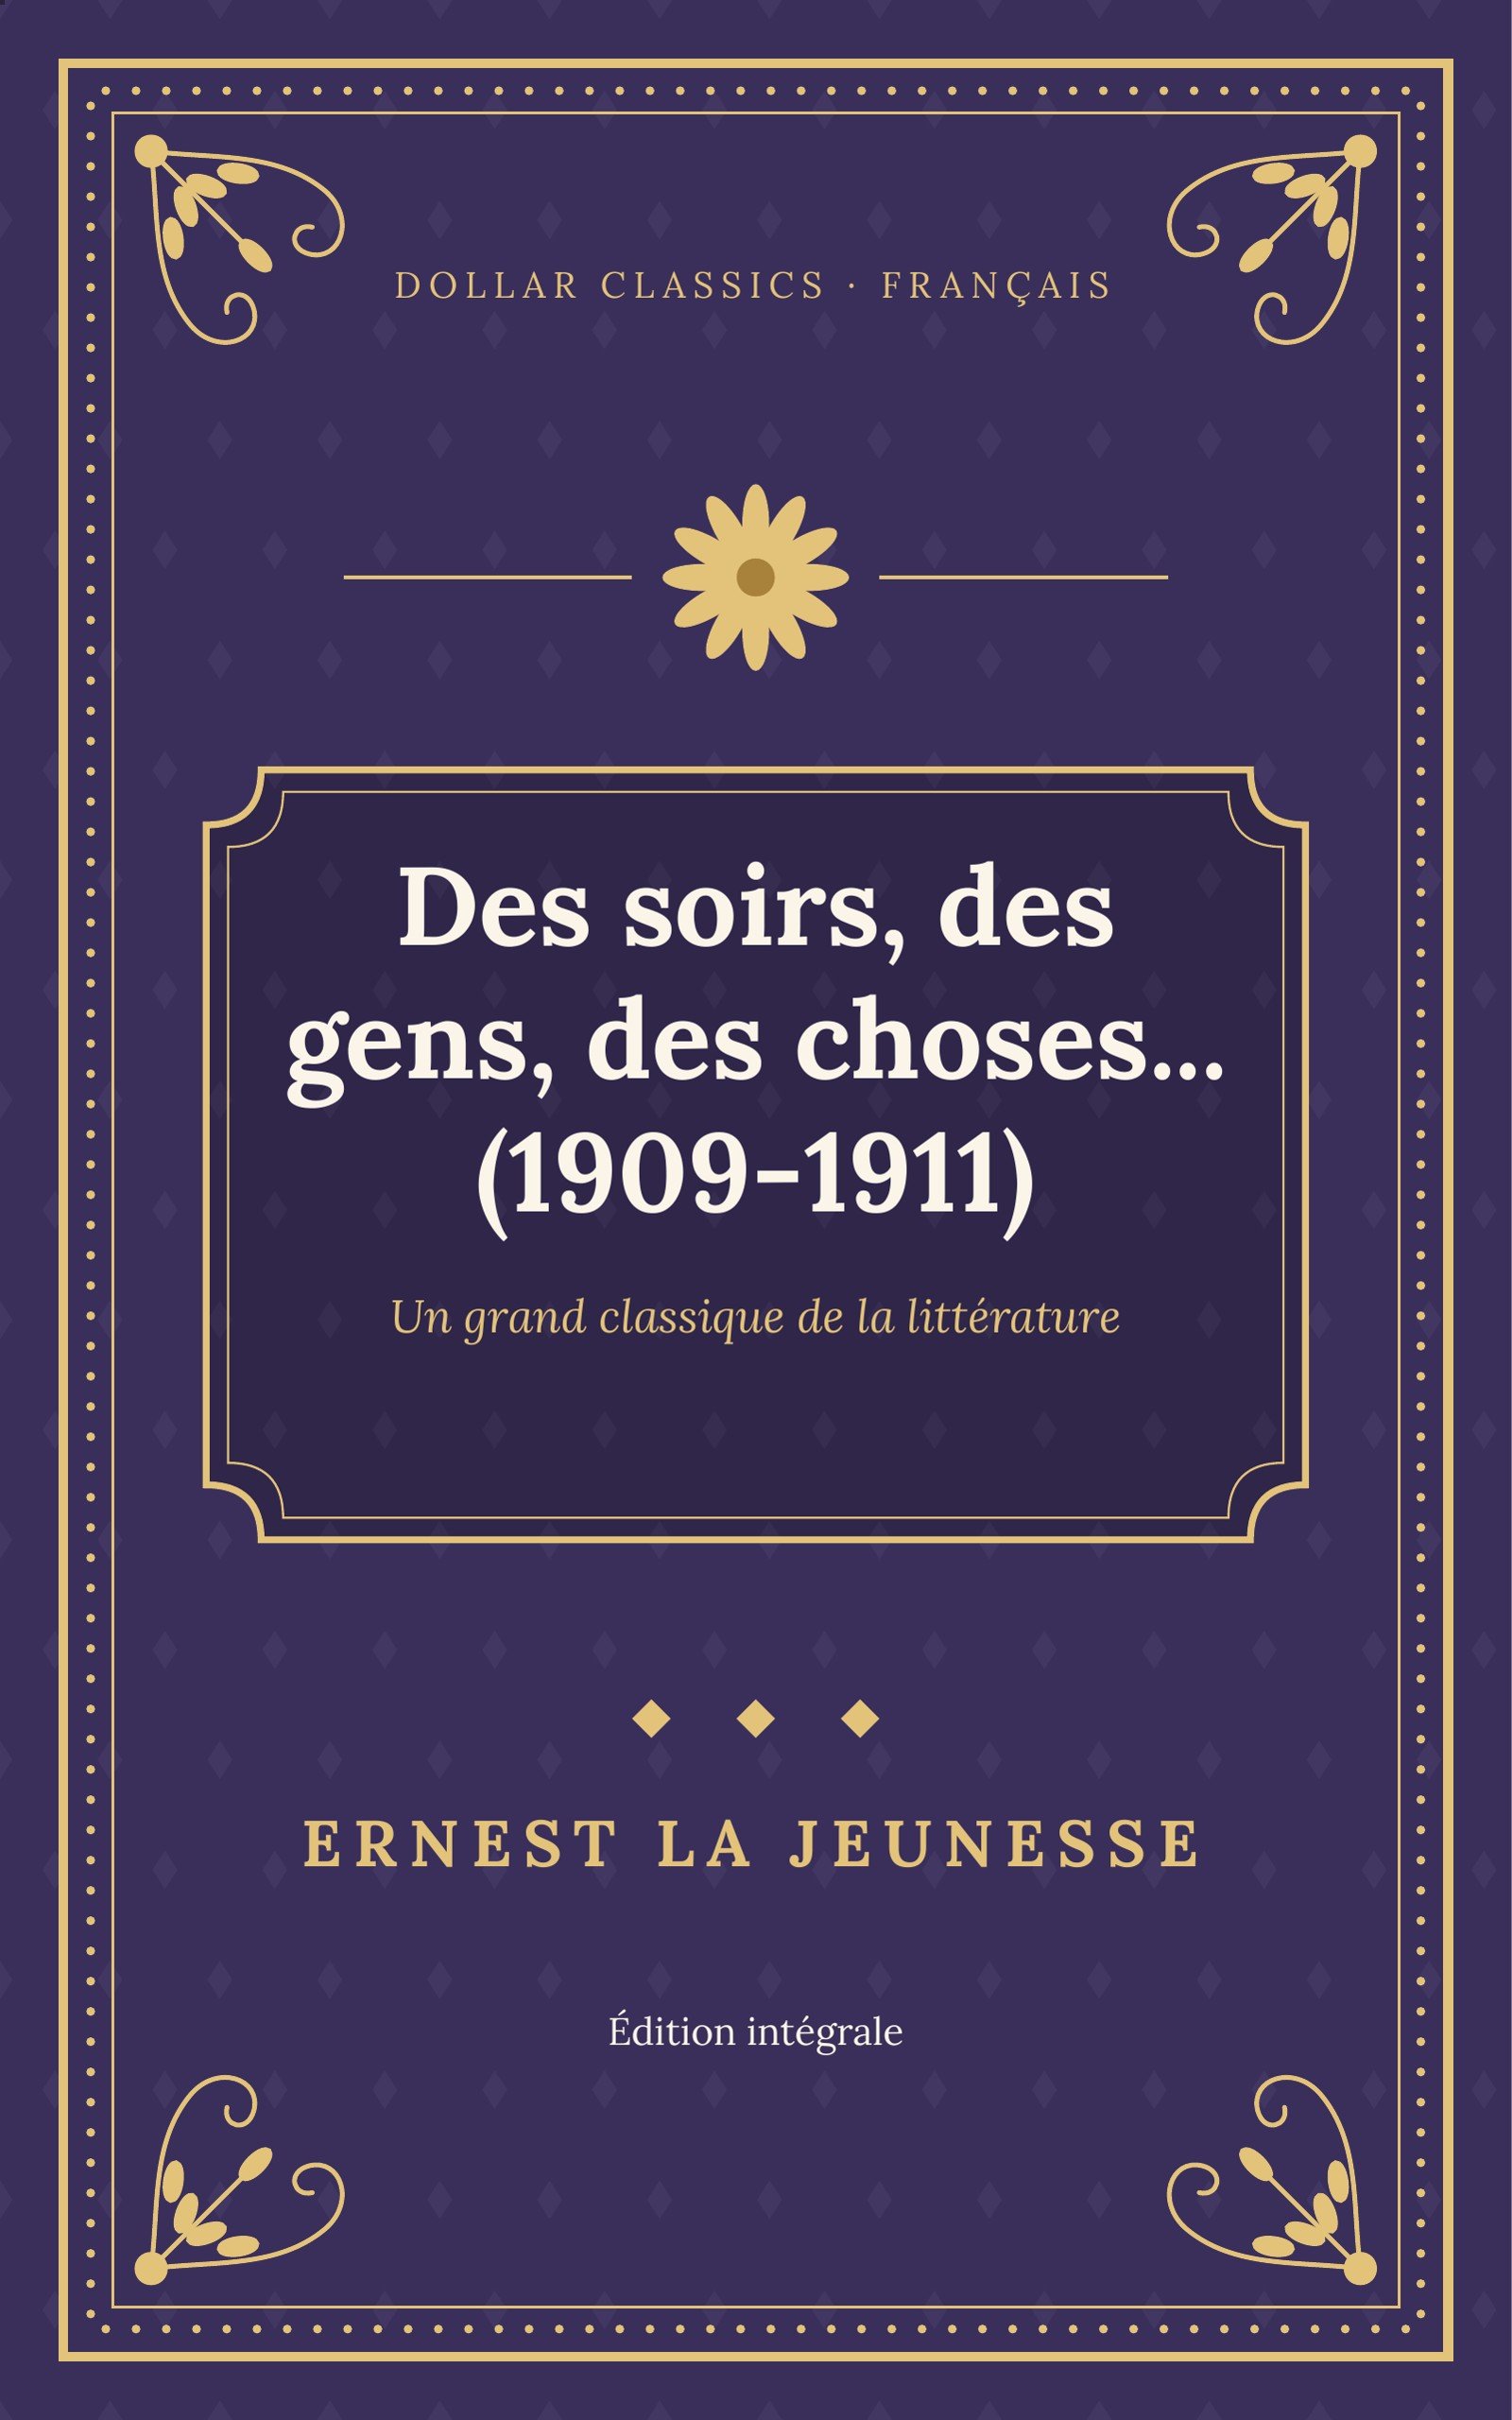 DOLLAR CLASSICS · FRANÇAIS
Des soirs, des
gens, des choses...
(1909-1911)
Un grand classique de la littérature
ERNEST LA JEUNESSE
Édition intégrale